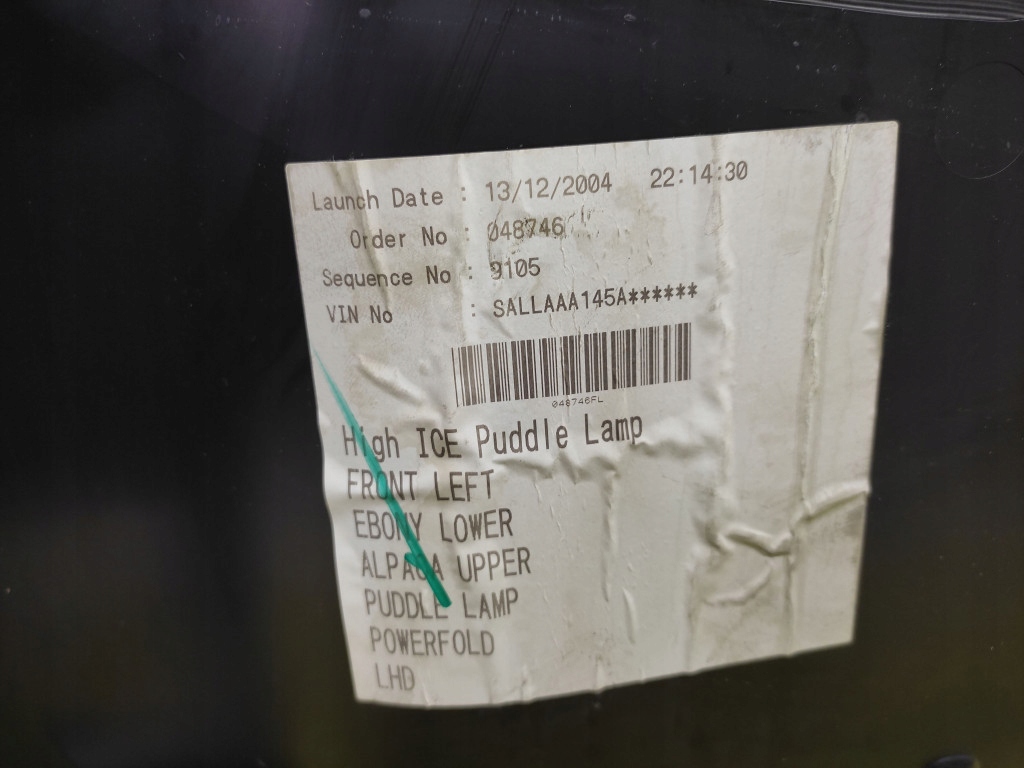 Launch Date : 13/12/2004 22:14:30
Order No : 048746
Sequence No : 9105
VIN No : SALLAAA145A******
048746FL
High ICE Puddle Lamp
FRONT LEFT
EBONY LOWER
ALPACA UPPER
PUDDLE LAMP
POWERFOLD
LHD